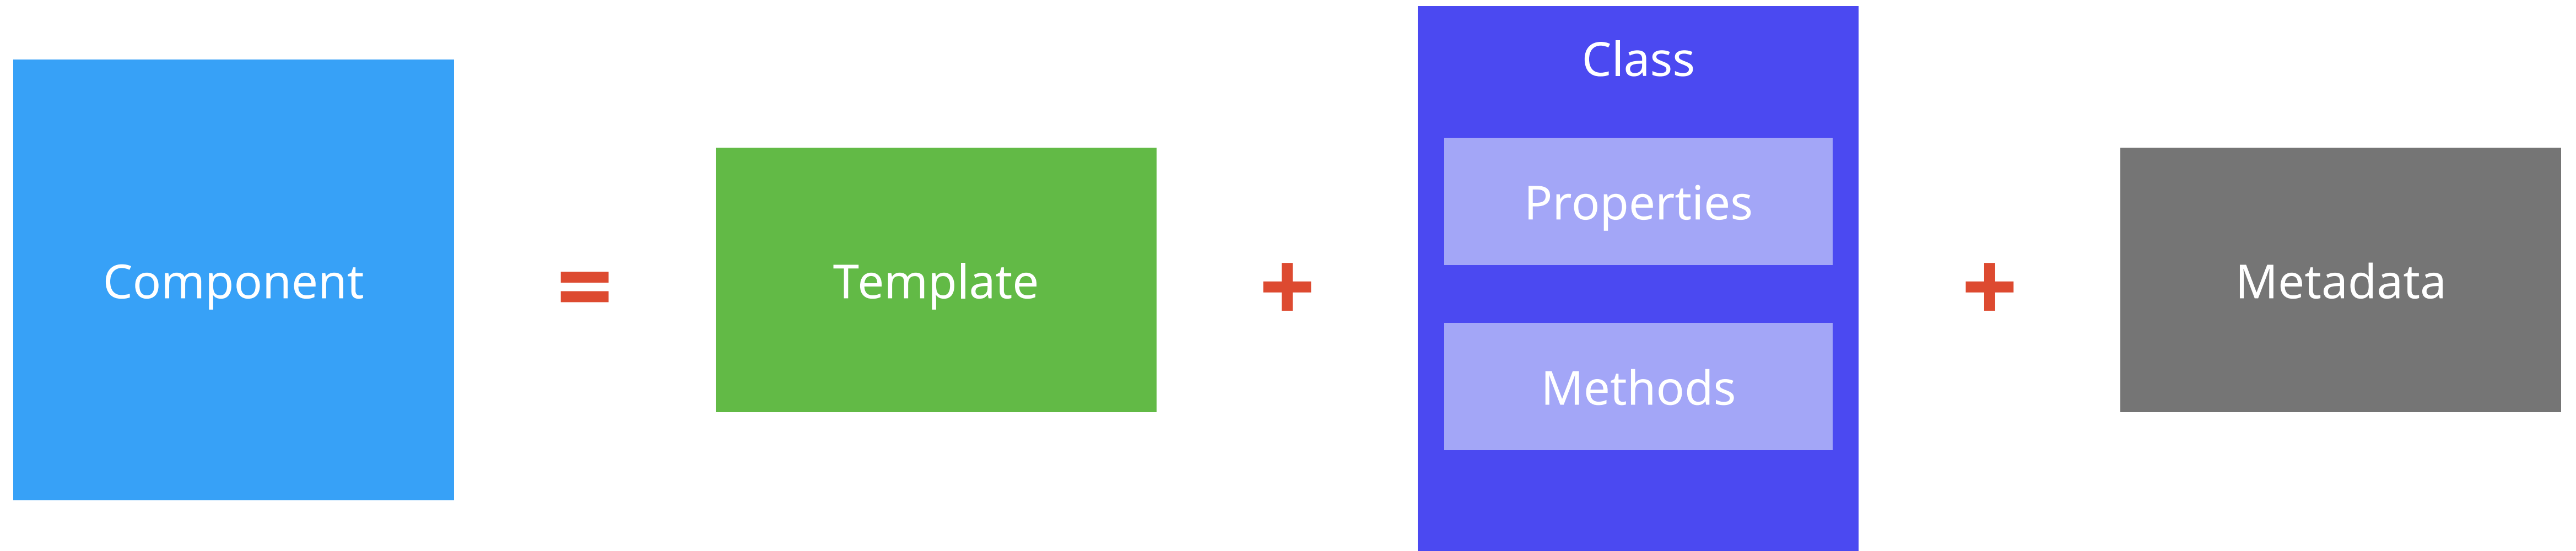 Component
=
Template
+
Class
Properties
Methods
+
Metadata